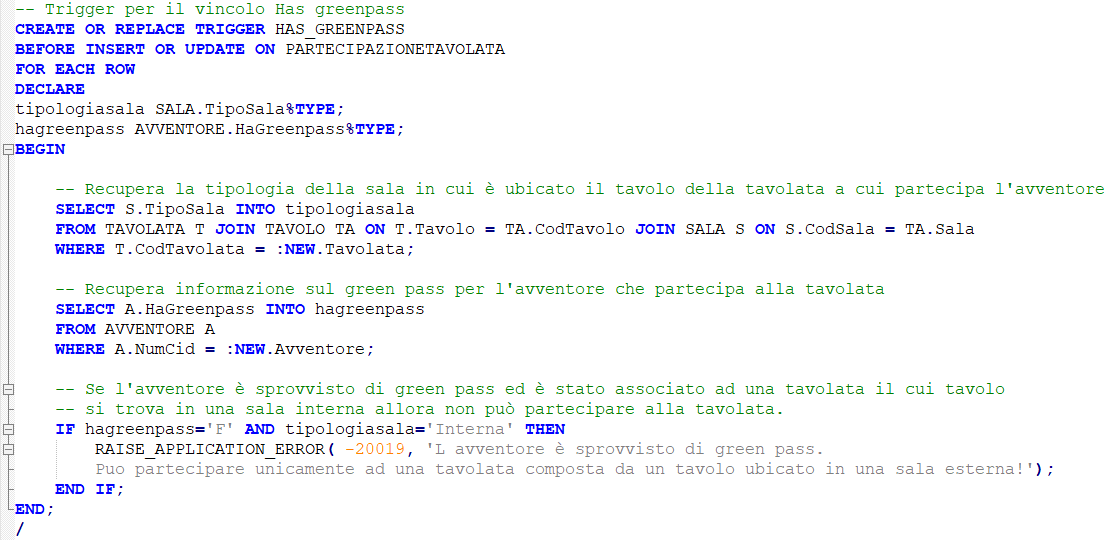 -- Trigger per il vincolo Has greenpass
CREATE OR REPLACE TRIGGER HAS_GREENPASS
BEFORE INSERT OR UPDATE ON PARTECIPAZIONETAVOLATA
FOR EACH ROW
DECLARE
tipologiasala SALA.TipoSala%TYPE;
hagreenpass AVVENTORE.HaGreenpass%TYPE;
BEGIN
-- Recupera la tipologia della sala in cui è ubicato il tavolo della tavolata a cui partecipa l'avventore
SELECT S.TipoSala INTO tipologiasala
FROM TAVOLATA T JOIN TAVOLO TA ON T.Tavolo = TA.CodTavolo JOIN SALA S ON S.CodSala = TA.Sala
WHERE T.CodTavolata = :NEW.Tavolata;
-- Recupera informazione sul green pass per l'avventore che partecipa alla tavolata
SELECT A.HaGreenpass INTO hagreenpass
FROM AVVENTORE A
WHERE A.NumCid = :NEW.Avventore;
-- Se l'avventore è sprovvisto di green pass ed è stato associato ad una tavolata il cui tavolo
-- si trova in una sala interna allora non può partecipare alla tavolata.
IF hagreenpass='F' AND tipologiasala='Interna' THEN
RAISE_APPLICATION_ERROR( -20019, 'L avventore è sprovvisto di green pass.
Puo partecipare unicamente ad una tavolata composta da un tavolo ubicato in una sala esterna!');
END IF;
END;
/